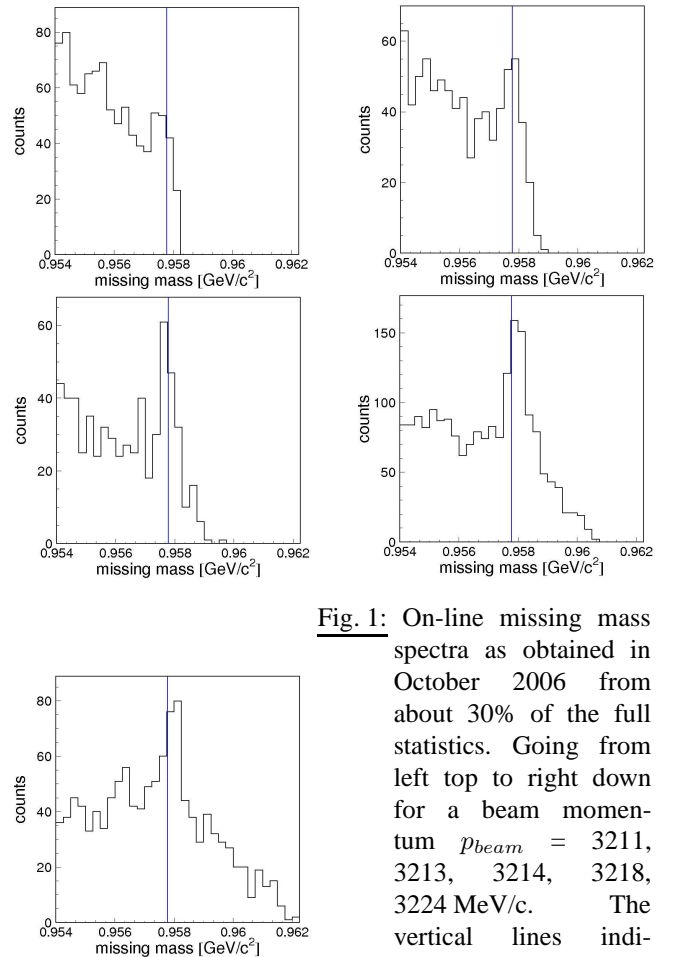 80
60
40
20
0
counts
0.954 0.956 0.958 0.96 0.962
missing mass [GeV/c²]
60
40
20
0
counts
0.954 0.956 0.958 0.96 0.962
missing mass [GeV/c²]
60
40
20
0
counts
0.954 0.956 0.958 0.96 0.962
missing mass [GeV/c²]
150
100
50
0
counts
0.954 0.956 0.958 0.96 0.962
missing mass [GeV/c²]
80
60
40
20
0
counts
0.954 0.956 0.958 0.96 0.962
missing mass [GeV/c²]
Fig. 1: On-line missing mass
spectra as obtained in
October 2006 from
about 30% of the full
statistics. Going from
left top to right down
for a beam momen-
tum p_beam = 3211,
3213, 3214, 3218,
3224 MeV/c. The
vertical lines indi-